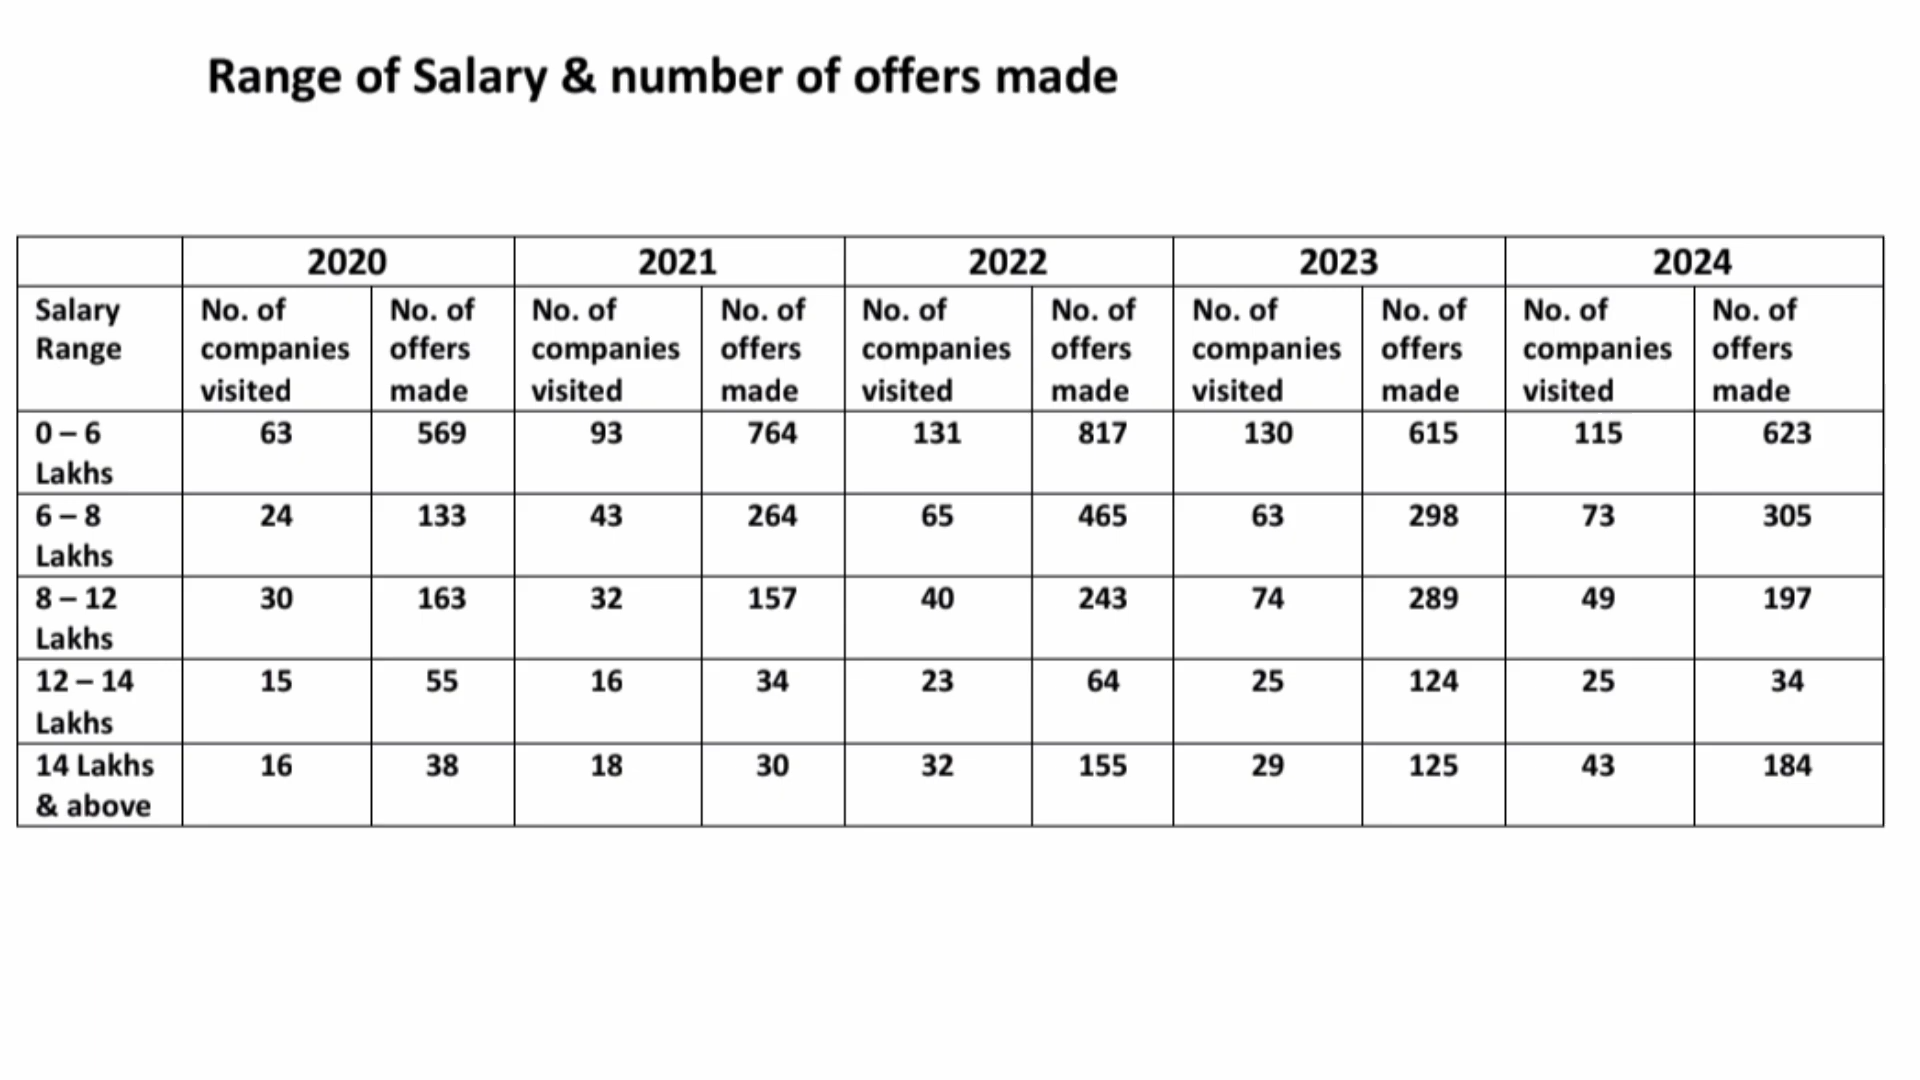 Range of Salary & number of offers made
2020 2021 2022 2023 2024
Salary Range No. of companies visited No. of offers made No. of companies visited No. of offers made No. of companies visited No. of offers made No. of companies visited No. of offers made No. of companies visited No. of offers made
0 – 6 Lakhs 63 569 93 764 131 817 130 615 115 623
6 – 8 Lakhs 24 133 43 264 65 465 63 298 73 305
8 – 12 Lakhs 30 163 32 157 40 243 74 289 49 197
12 – 14 Lakhs 15 55 16 34 23 64 25 124 25 34
14 Lakhs & above 16 38 18 30 32 155 29 125 43 184